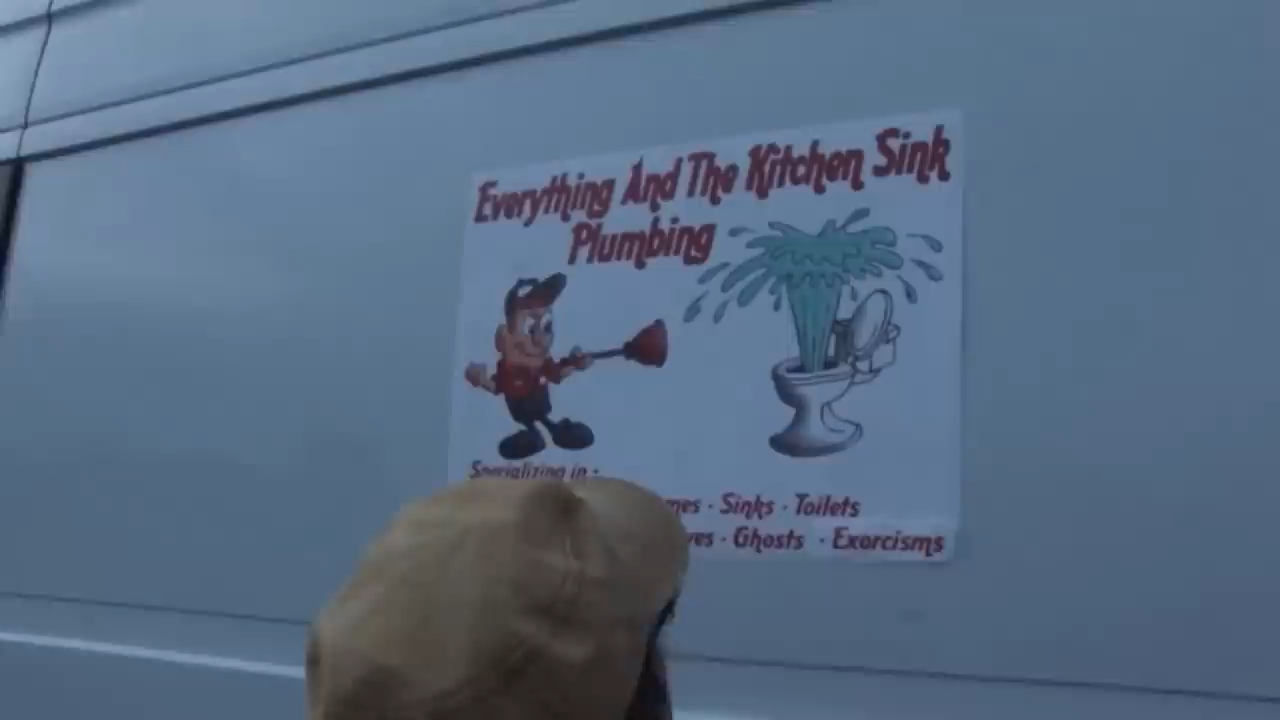 Everything And The Kitchen Sink
Plumbing
Specializing in :
· Sinks · Toilets
· Ghosts · Exorcisms